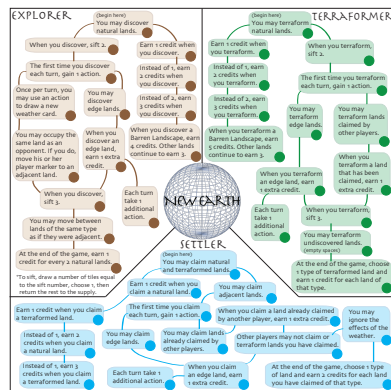 EXPLORER
(begin here)
You may discover
natural lands.
When you discover, sift 2.
Earn 1 credit when
you discover.
The first time you discover
each turn, gain 1 action.
Instead of 1, earn
2 credits when
you discover.
Once per turn, you
may use an action
to draw a new
weather card.
You may
discover
edge lands.
Instead of 2, earn
3 credits when
you discover.
You may occupy the
same land as an
opponent. If you do,
move his or her
player marker to an
adjacent land.
When you
discover an
edge land,
earn 1 extra
credit.
When you discover a
Barren Landscape, earn
4 credits. Other lands
continue to earn 3.
When you discover,
sift 3.
Each turn
take 1
additional
action.
You may move between
lands of the same type
as if they were adjacent.
At the end of the game, earn 1
credit for every 2 natural lands.
*To sift, draw a number of tiles equal
to the sift number, choose 1, then
return the rest to the supply.
TERRAFORMER
(begin here)
You may terraform
natural lands.
Earn 1 credit when
you terraform.
When you terraform,
sift 2.
Instead of 1, earn
2 credits when
you terraform.
The first time you terraform
each turn, gain 1 action.
Instead of 2, earn
3 credits when
you terraform.
You may
terraform
edge lands.
You may
terraform lands
claimed by
other players.
When you terraform a
Barren Landscape, earn
5 credits. Other lands
continue to earn 3.
When you
terraform a land
that has been
claimed, earn 1
extra credit.
When you terraform
an edge land, earn
1 extra credit.
Each turn
take 1
additional
action.
When you terraform,
sift 3.
You may terraform
undiscovered lands.
(empty spaces)
At the end of the game, choose
1 type of terraformed land and
earn 1 credit for each land of
that type.
NEW EARTH
SETTLER
(begin here)
You may claim natural
and terraformed lands.
Earn 1 credit when you
claim a natural land.
You may claim
adjacent lands.
Earn 1 credit when you claim
a terraformed land.
The first time you claim
each turn, gain 1 action.
When you claim a land already claimed
by another player, earn 1 extra credit.
You may
ignore the
effects of the
weather.
Instead of 1, earn 2
credits when you claim
a natural land.
You may claim
edge lands.
You may claim lands
already claimed by
other players.
Other players may not claim or
terraform lands you have claimed.
Instead of 1, earn 3
credits when you claim
a terraformed land.
Each turn take 1
additional action.
When you claim
an edge land, earn
1 extra credit.
At the end of the game, choose 1 type
of land and earn 2 credits for each land
you have claimed of that type.